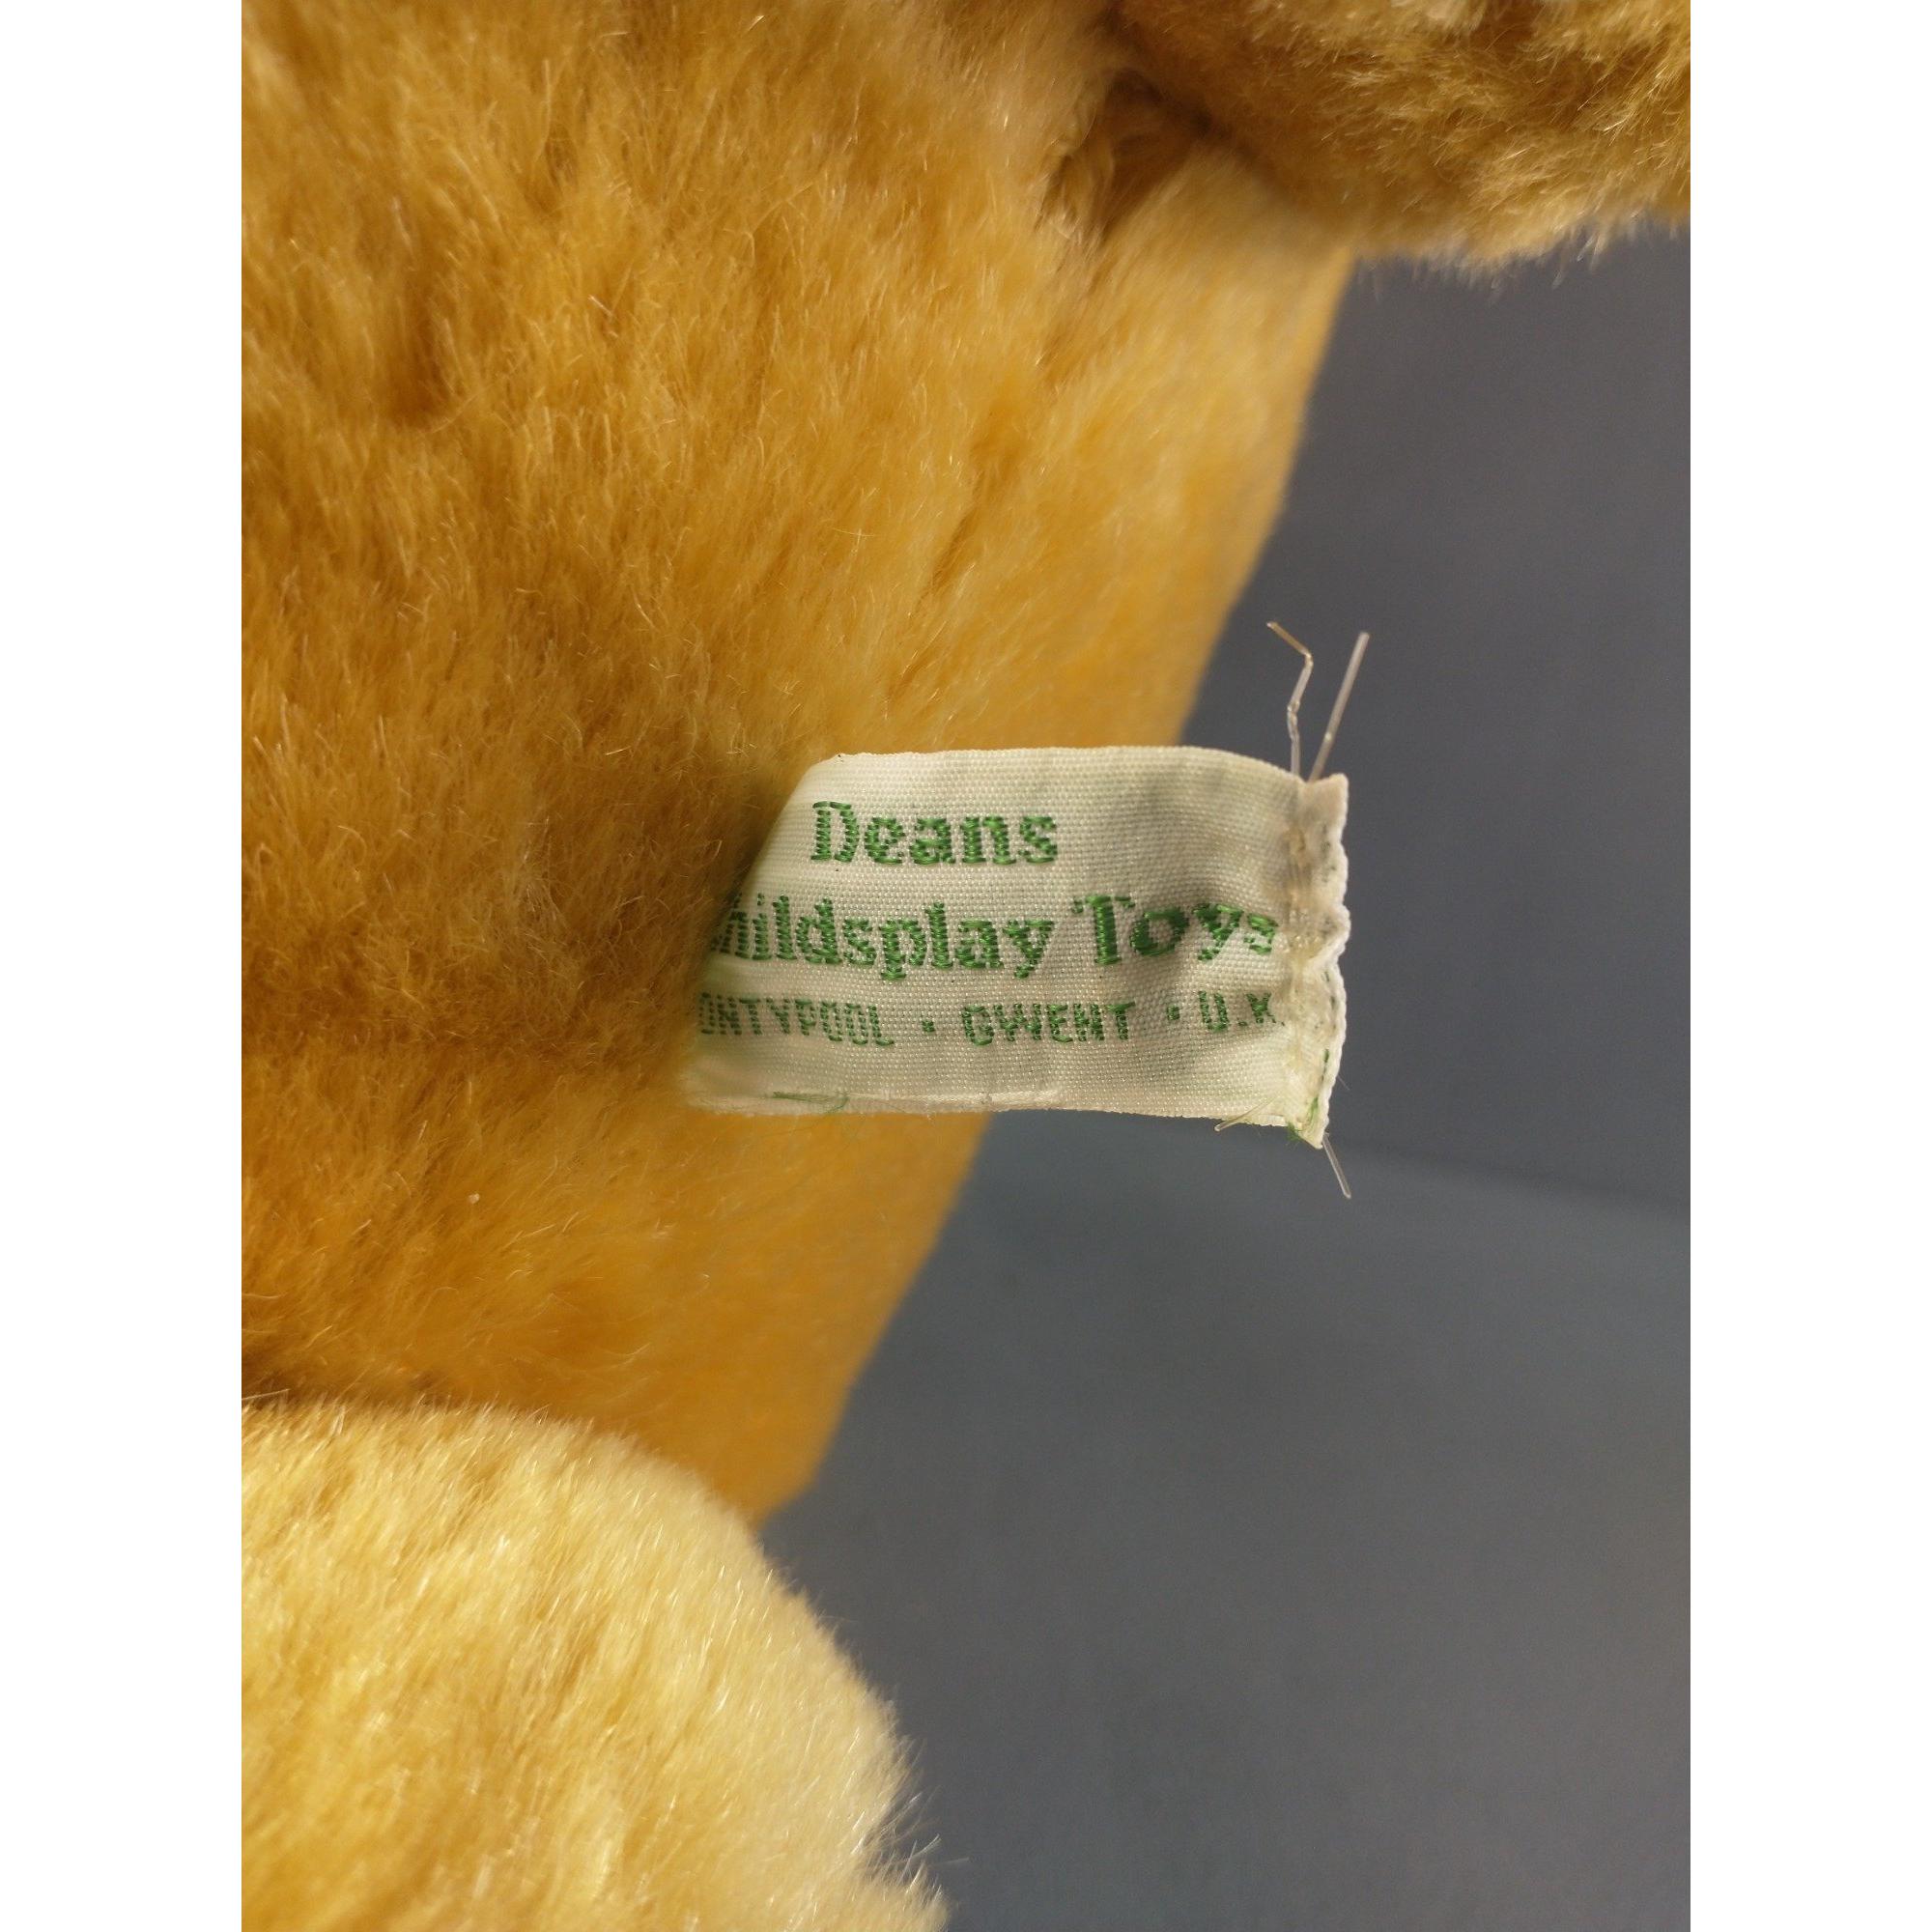 Deans
hildsplay Toys
ONTYPOOL · GWENT · U.K.